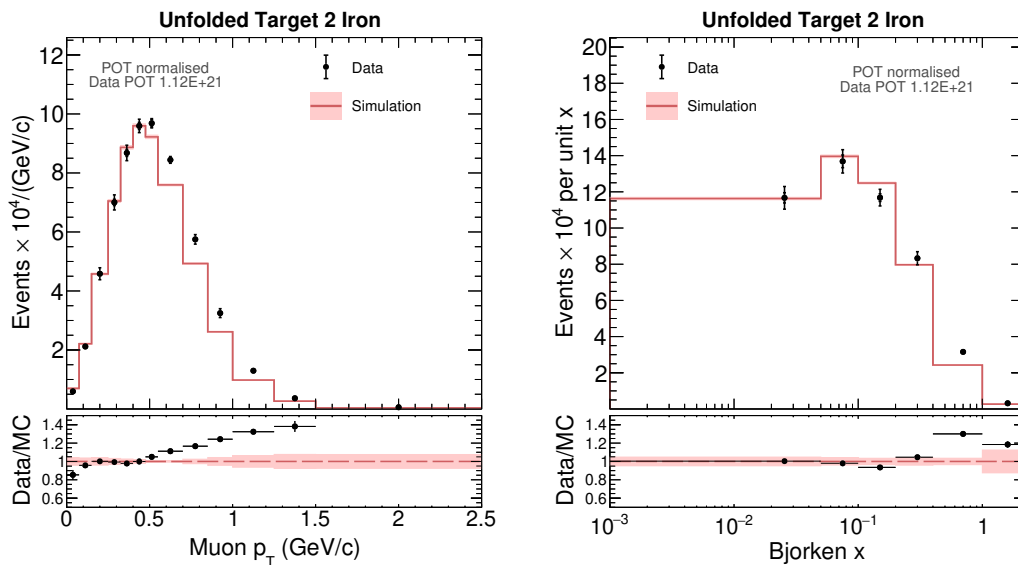 Unfolded Target 2 Iron
POT normalised
Data POT 1.12E+21
Data
Simulation
Events × 10⁴/(GeV/c)
12
10
8
6
4
2
Data/MC
1.4
1.2
1
0.8
0.6
0
0.5
1
1.5
2
2.5
Muon p_T (GeV/c)
Unfolded Target 2 Iron
POT normalised
Data POT 1.12E+21
Data
Simulation
Events × 10⁴ per unit x
20
18
16
14
12
10
8
6
4
2
Data/MC
1.4
1.2
1
0.8
0.6
10⁻³
10⁻²
10⁻¹
1
Bjorken x